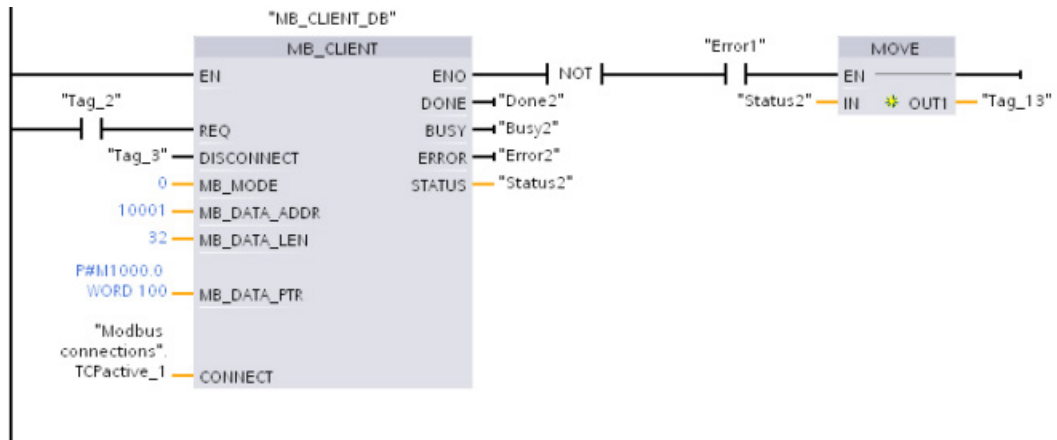 "MB_CLIENT_DB"
MB_CLIENT
"Error1"
MOVE
EN
ENO
NOT
EN
"Tag_2"
DONE
"Done2"
"Status2"
IN
OUT1
"Tag_13"
REQ
BUSY
"Busy2"
"Tag_3"
DISCONNECT
ERROR
"Error2"
0
MB_MODE
STATUS
"Status2"
10001
MB_DATA_ADDR
32
MB_DATA_LEN
P#M1000.0
WORD 100
MB_DATA_PTR
"Modbus
connections".
TCPactive_1
CONNECT